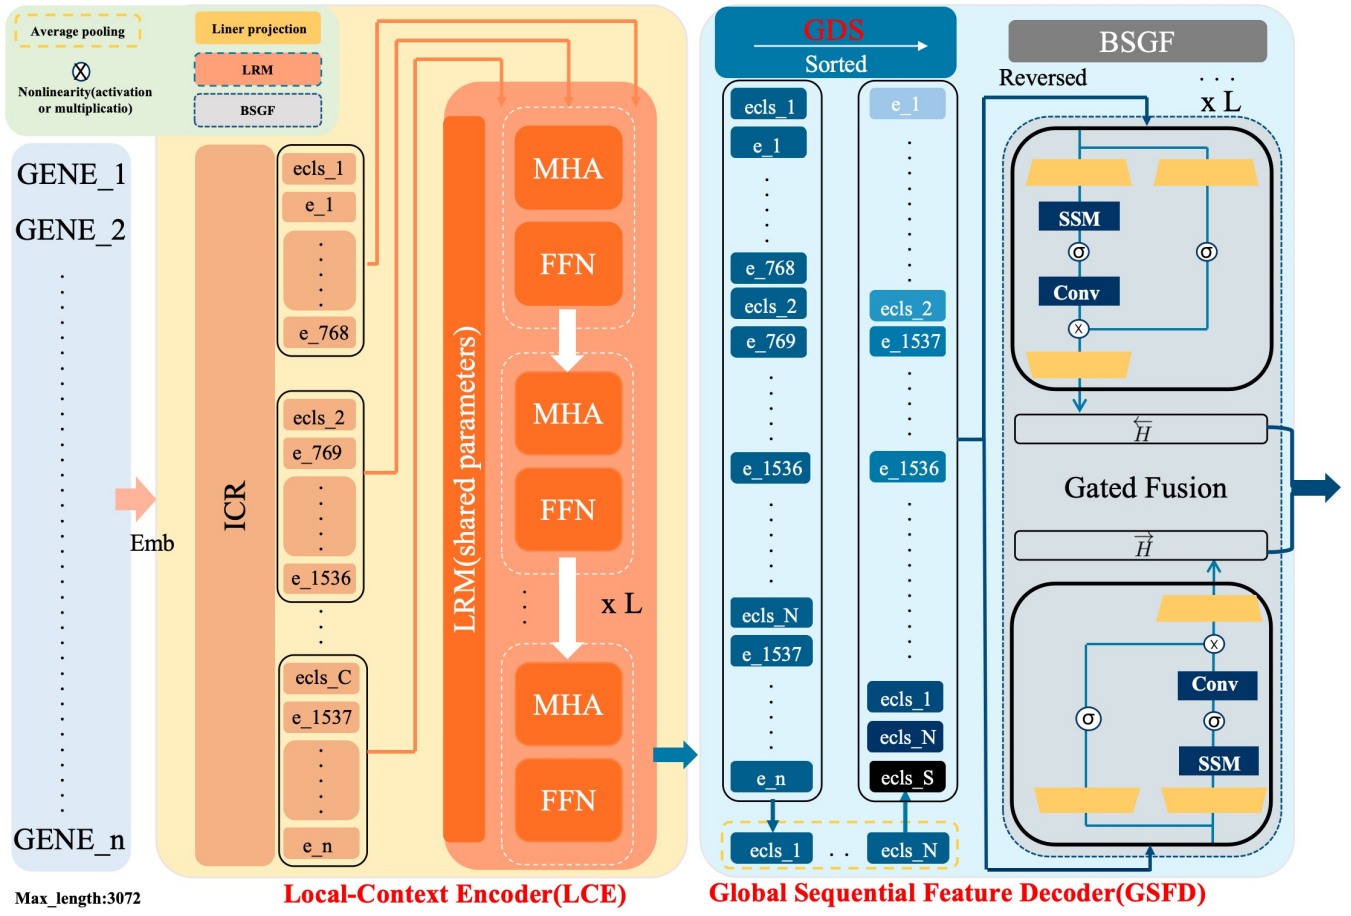 Average pooling
Nonlinearity(activation
or multiplicatio)
Liner projection
LRM
BSGF
GENE_1
GENE_2
GENE_n
Max_length:3072
Emb
ICR
ecls_1
e_1
e_768
ecls_2
e_769
e_1536
ecls_C
e_1537
e_n
LRM(shared parameters)
MHA
FFN
MHA
FFN
x L
MHA
FFN
Local-Context Encoder(LCE)
GDS
Sorted
ecls_1
e_1
e_768
ecls_2
e_769
e_1536
ecls_N
e_1537
e_n
e_1
ecls_2
e_1537
e_1536
ecls_1
ecls_N
ecls_S
ecls_1
. .
ecls_N
BSGF
Reversed
x L
SSM
σ
σ
Conv
x
H
Gated Fusion
H
x
Conv
σ
σ
SSM
Global Sequential Feature Decoder(GSFD)